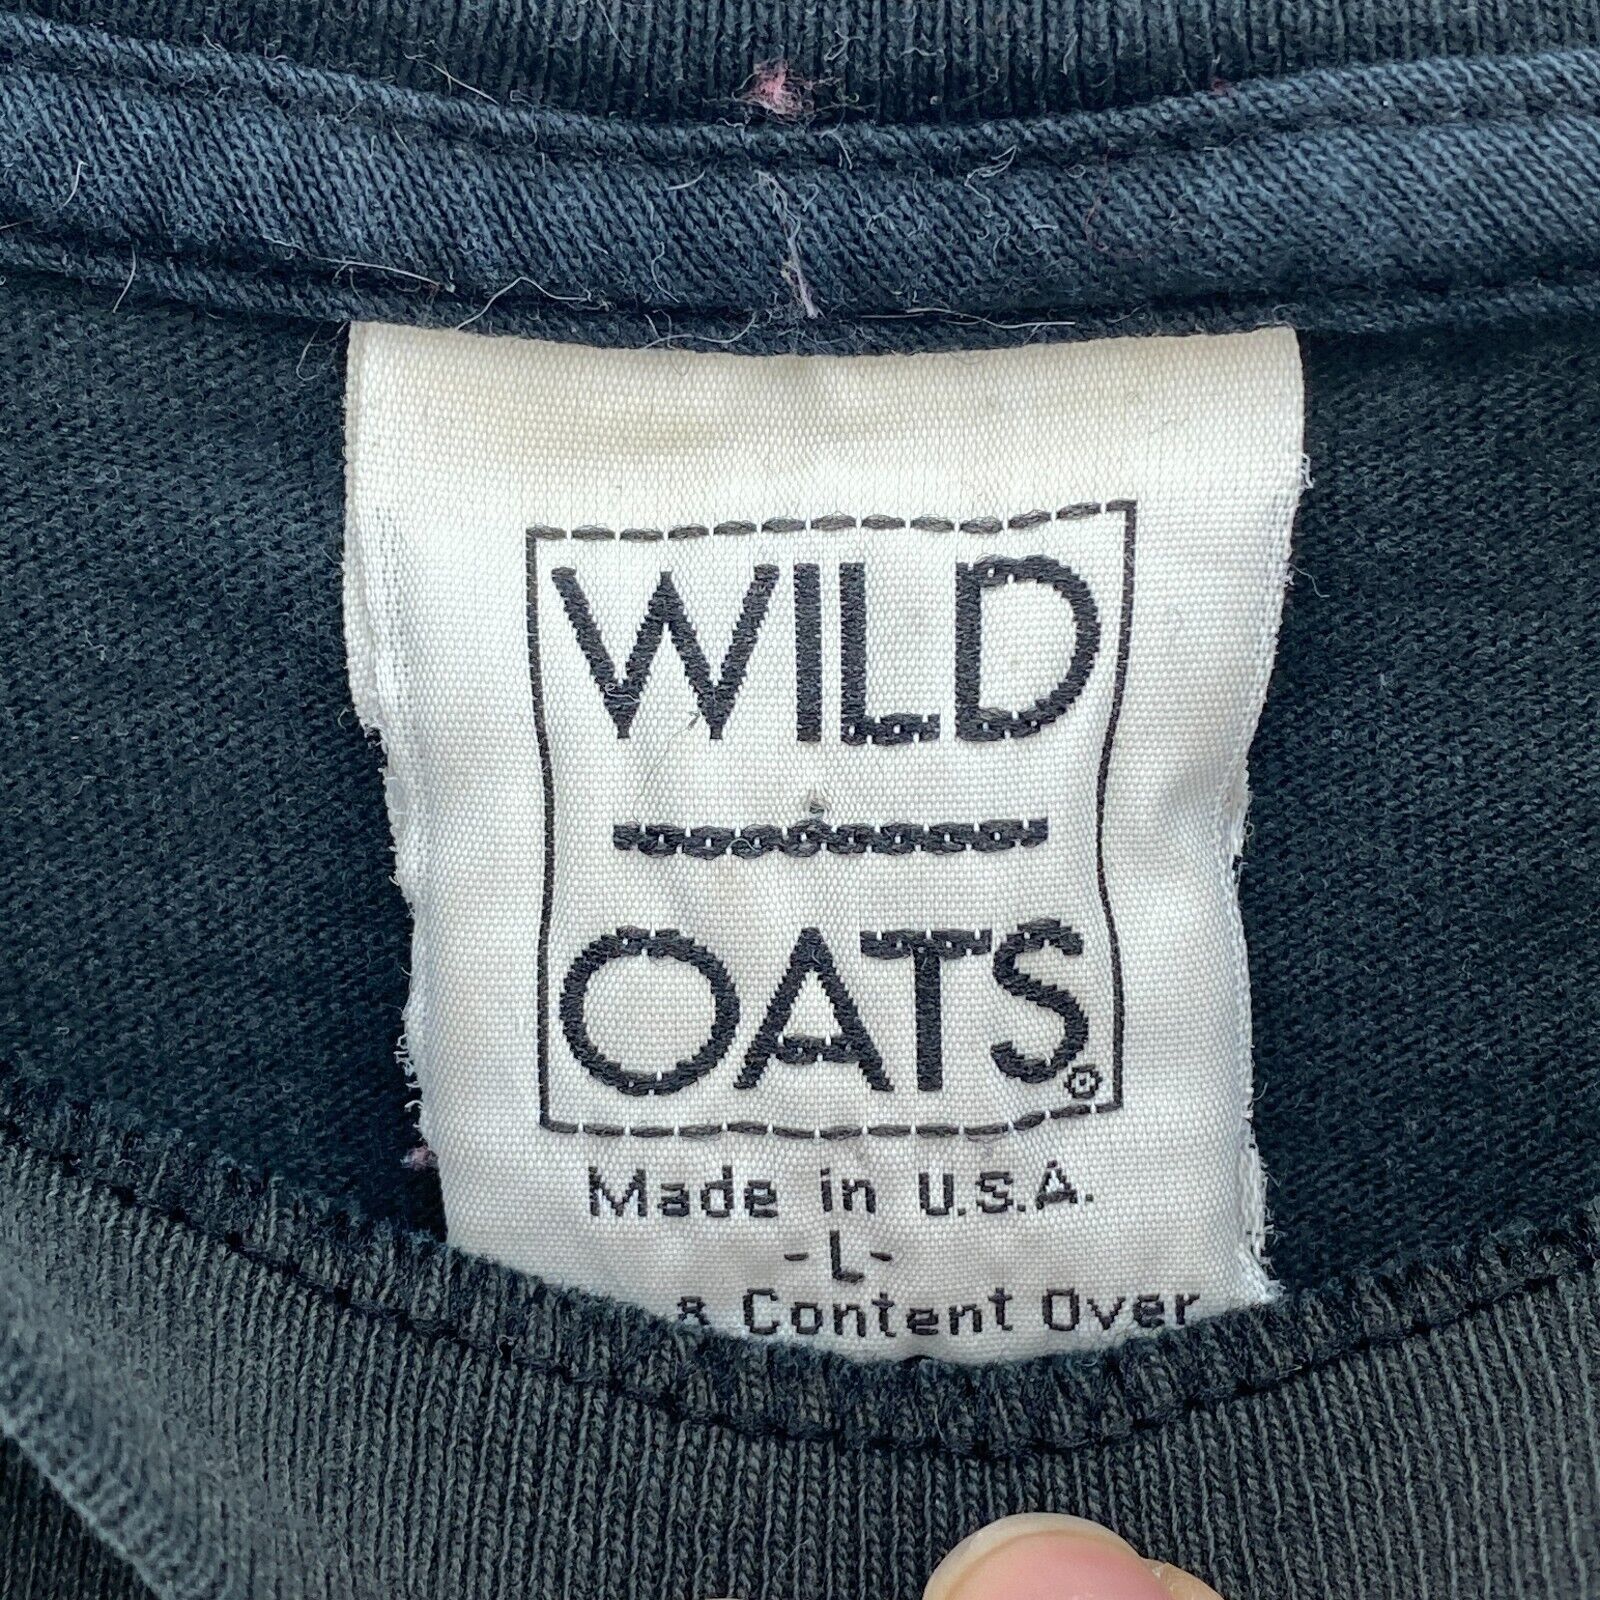 WILD
OATS®
Made in U.S.A.
-L-
& Content Over